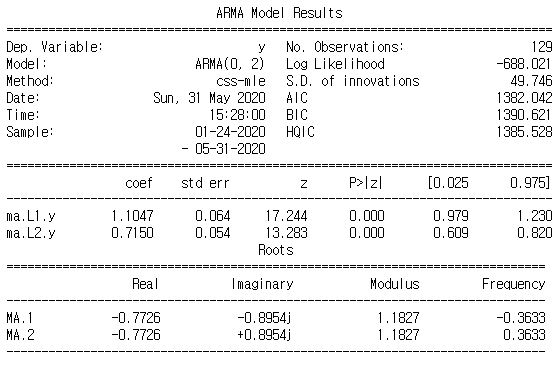 ARMA Model Results
==============================================================================
Dep. Variable: y No. Observations: 129
Model: ARMA(0, 2) Log Likelihood -688.021
Method: css-mle S.D. of innovations 49.746
Date: Sun, 31 May 2020 AIC 1382.042
Time: 15:28:00 BIC 1390.621
Sample: 01-24-2020 HQIC 1385.528
- 05-31-2020
==============================================================================
coef std err z P>|z| [0.025 0.975]
------------------------------------------------------------------------------
ma.L1.y 1.1047 0.064 17.244 0.000 0.979 1.230
ma.L2.y 0.7150 0.054 13.283 0.000 0.609 0.820
Roots
==============================================================================
Real Imaginary Modulus Frequency
------------------------------------------------------------------------------
MA.1 -0.7726 -0.8954j 1.1827 -0.3633
MA.2 -0.7726 +0.8954j 1.1827 0.3633
------------------------------------------------------------------------------